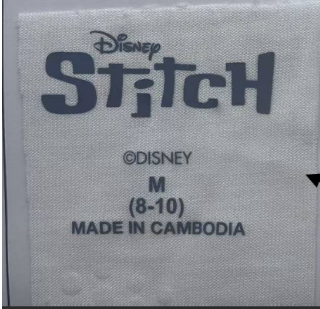 Disney
Stitch
©DISNEY
M
(8-10)
MADE IN CAMBODIA